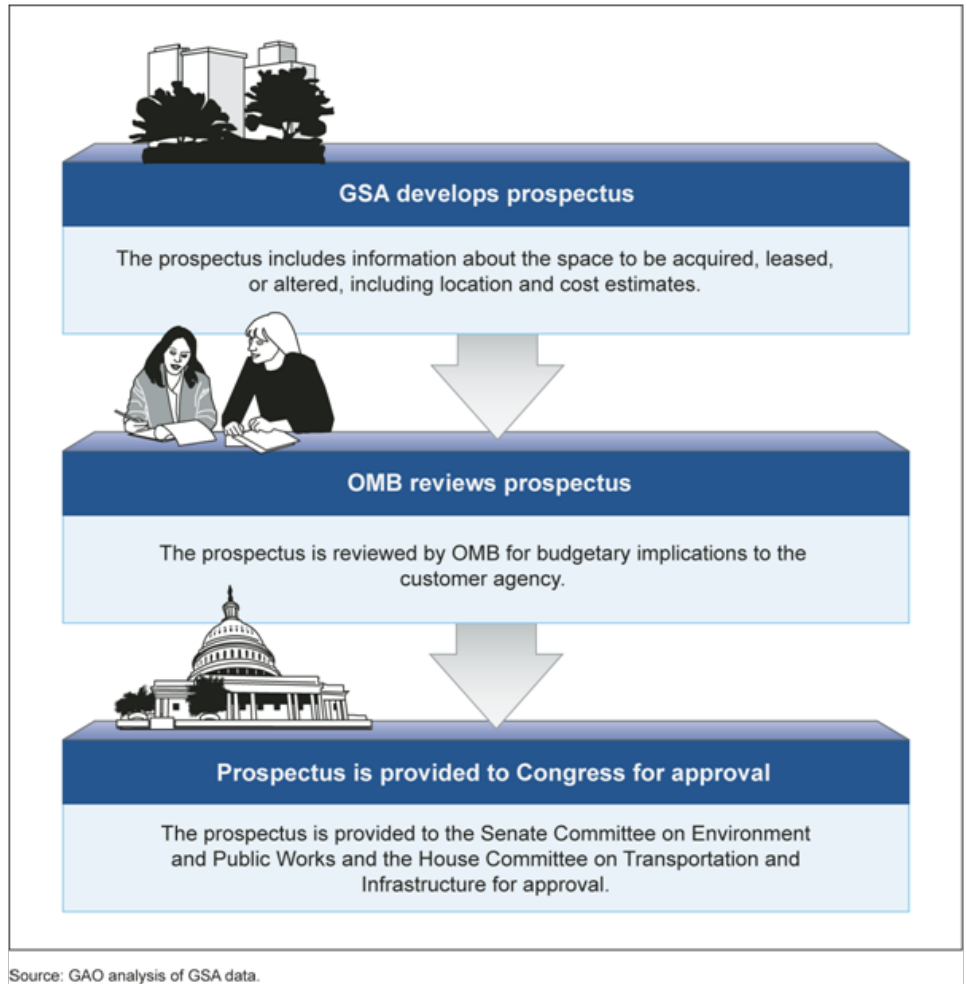 GSA develops prospectus
The prospectus includes information about the space to be acquired, leased,
or altered, including location and cost estimates.
OMB reviews prospectus
The prospectus is reviewed by OMB for budgetary implications to the
customer agency.
Prospectus is provided to Congress for approval
The prospectus is provided to the Senate Committee on Environment
and Public Works and the House Committee on Transportation and
Infrastructure for approval.
Source: GAO analysis of GSA data.